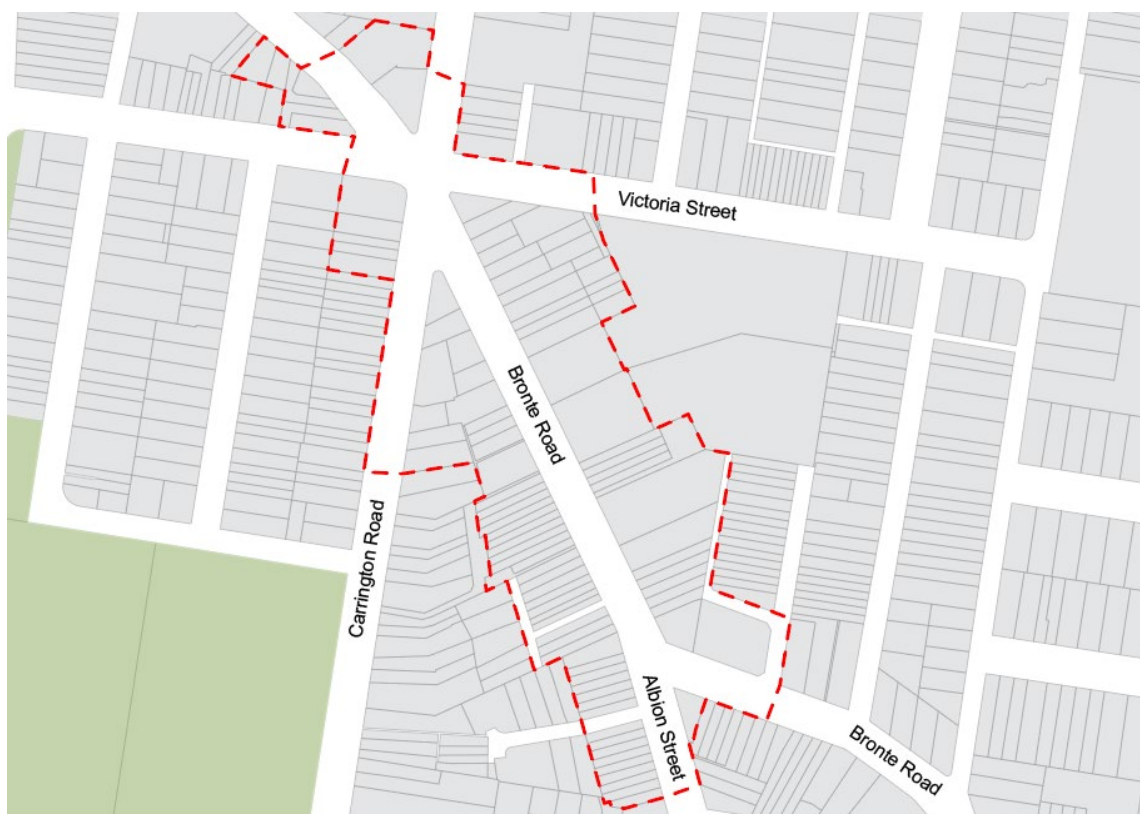 Victoria Street
Bronte Road
Carrington Road
Albion Street
Bronte Road